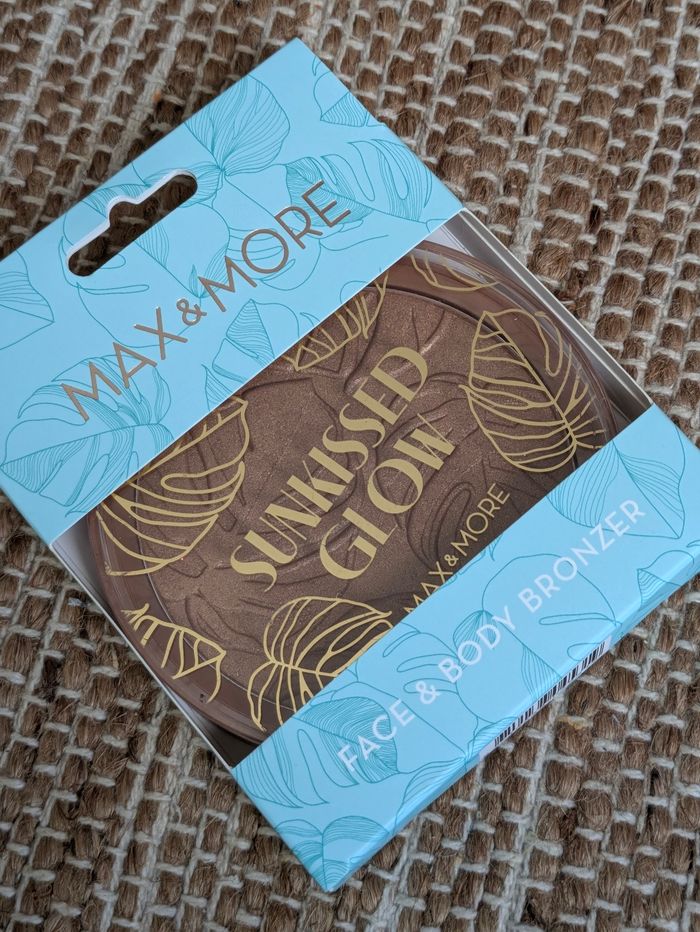 MAX & MORE
SUNKISSED
GLOW
MAX & MORE
FACE & BODY BRONZER